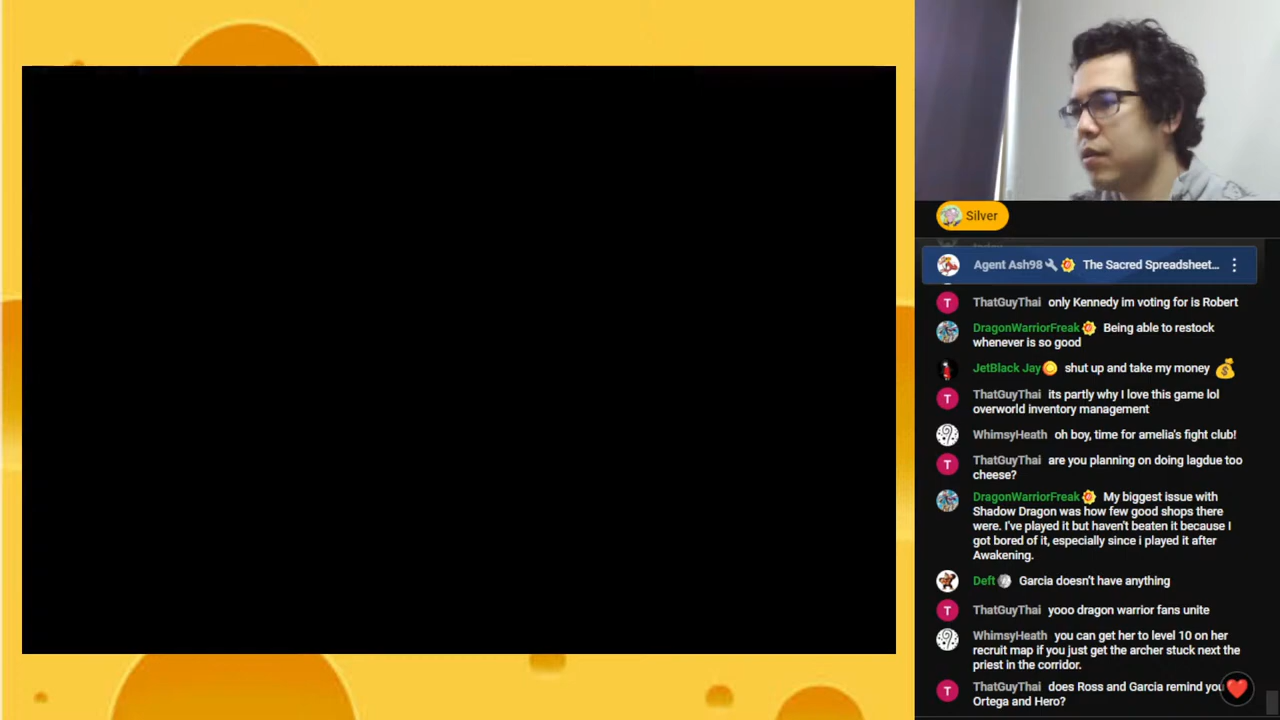 Silver
Agent Ash98 The Sacred Spreadsheet...
ThatGuyThai only Kennedy im voting for is Robert
DragonWarriorFreak Being able to restock
whenever is so good
JetBlack Jay shut up and take my money
ThatGuyThai its partly why I love this game lol
overworld inventory management
WhimsyHeath oh boy, time for amelia's fight club!
ThatGuyThai are you planning on doing lagdue too
cheese?
DragonWarriorFreak My biggest issue with
Shadow Dragon was how few good shops there
were. I've played it but haven't beaten it because I
got bored of it, especially since i played it after
Awakening.
Deft Garcia doesn't have anything
ThatGuyThai yooo dragon warrior fans unite
WhimsyHeath you can get her to level 10 on her
recruit map if you just get the archer stuck next the
priest in the corridor.
ThatGuyThai does Ross and Garcia remind you
Ortega and Hero?